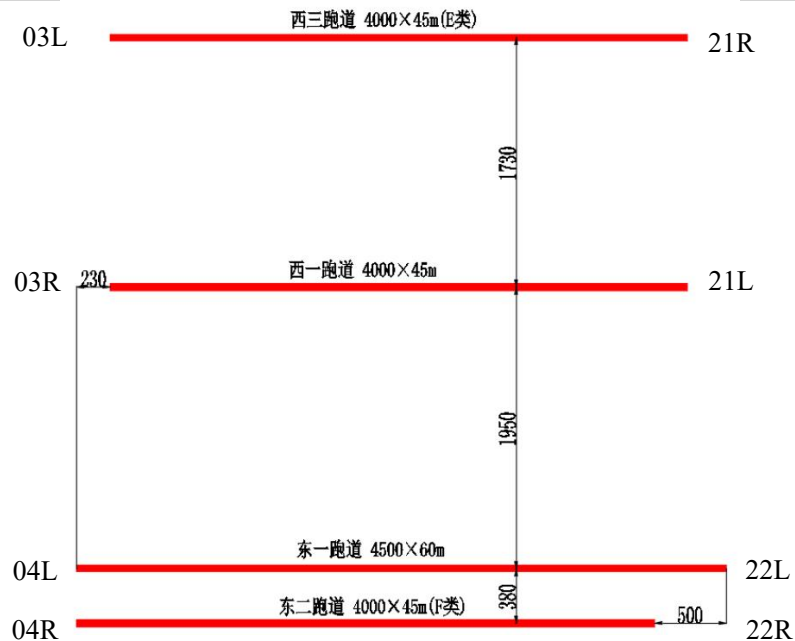 西三跑道 4000×45m(E类)
03L
21R
1730
西一跑道 4000×45m
03R
230
21L
1950
东一跑道 4500×60m
04L
22L
380
东二跑道 4000×45m(F类)
500
04R
22R